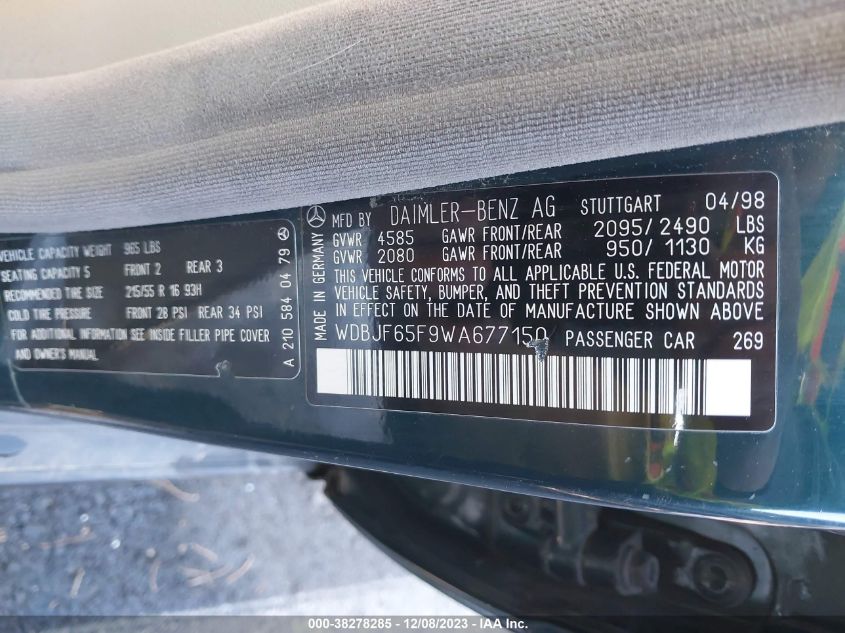 VEHICLE CAPACITY WEIGHT 965 LBS
SEATING CAPACITY 5 FRONT 2 REAR 3
RECOMMENDED TIRE SIZE 215/55 R 16 93H
COLD TIRE PRESSURE FRONT 28 PSI REAR 34 PSI
FOR ADDITIONAL INFORMATION SEE INSIDE FILLER PIPE COVER
AND OWNER'S MANUAL
A 210 584 04 79
MADE IN GERMANY
MFD BY DAIMLER-BENZ AG STUTTGART 04/98
GVWR 4585 GAWR FRONT/REAR 2095/2490 LBS
GVWR 2080 GAWR FRONT/REAR 950/1130 KG
THIS VEHICLE CONFORMS TO ALL APPLICABLE U.S. FEDERAL MOTOR
VEHICLE SAFETY, BUMPER, AND THEFT PREVENTION STANDARDS
IN EFFECT ON THE DATE OF MANUFACTURE SHOWN ABOVE
WDBJF65F9WA677150 PASSENGER CAR 269
000-38278285 - 12/08/2023 - IAA Inc.